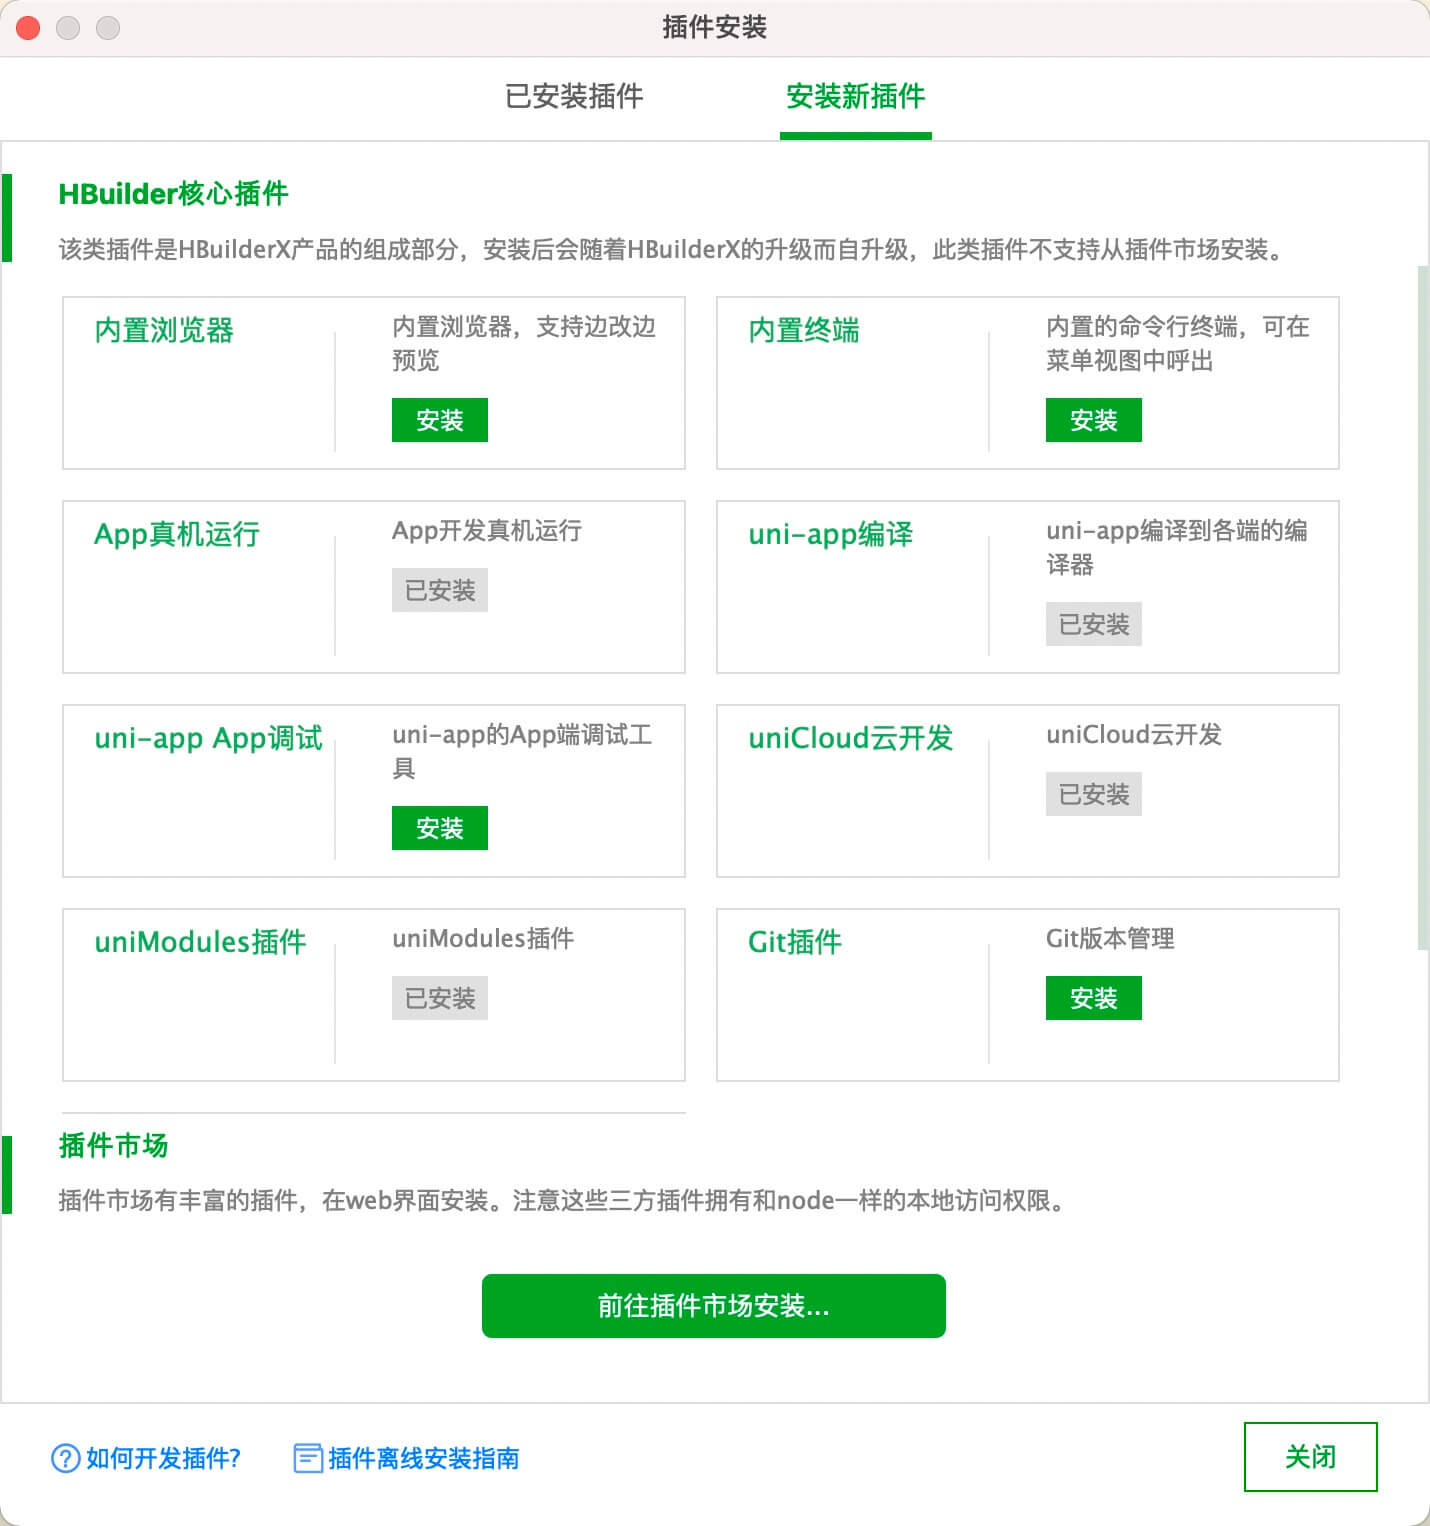 插件安装
已安装插件
安装新插件
HBuilder核心插件
该类插件是HBuilderX产品的组成部分，安装后会随着HBuilderX的升级而自升级，此类插件不支持从插件市场安装。
内置浏览器
内置浏览器，支持边改边
预览
安装
内置终端
内置的命令行终端，可在
菜单视图中呼出
安装
App真机运行
App开发真机运行
已安装
uni-app编译
uni-app编译到各端的编
译器
已安装
uni-app App调试
uni-app的App端调试工
具
安装
uniCloud云开发
uniCloud云开发
已安装
uniModules插件
uniModules插件
已安装
Git插件
Git版本管理
安装
插件市场
插件市场有丰富的插件，在web界面安装。注意这些三方插件拥有和node一样的本地访问权限。
前往插件市场安装...
如何开发插件?
插件离线安装指南
关闭